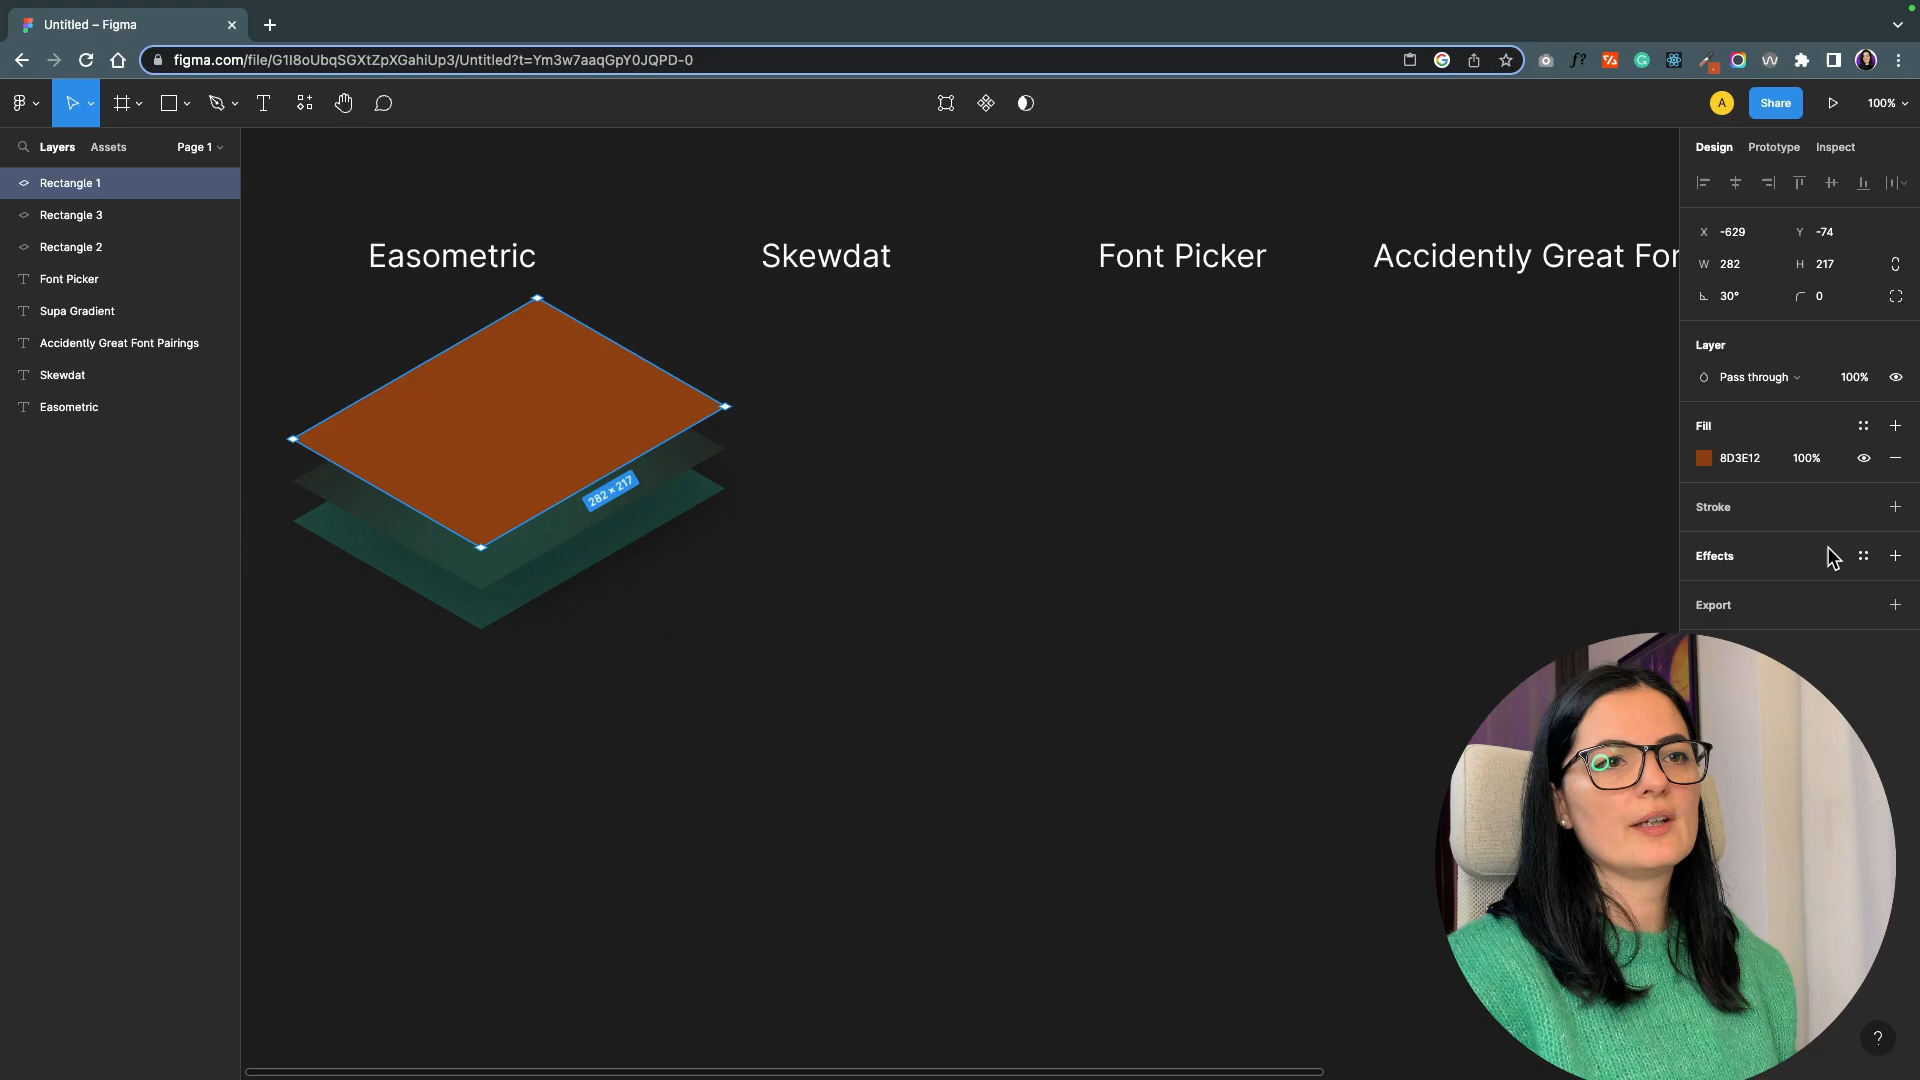 Untitled – Figma
figma.com/file/G1I8oUbqSGXtZpXGahiUp3/Untitled?t=Ym3w7aaqGpY0JQPD-0
A
Share
100%
Layers Assets Page 1
Design Prototype Inspect
Rectangle 1
Rectangle 3
Rectangle 2
Font Picker
Supa Gradient
Accidently Great Font Pairings
Skewdat
Easometric
Easometric
Skewdat
Font Picker
Accidently Great For
282 × 217
X -629 Y -74
W 282 H 217
30° 0
Layer
Pass through 100%
Fill
8D3E12 100%
Stroke
Effects
Export
?